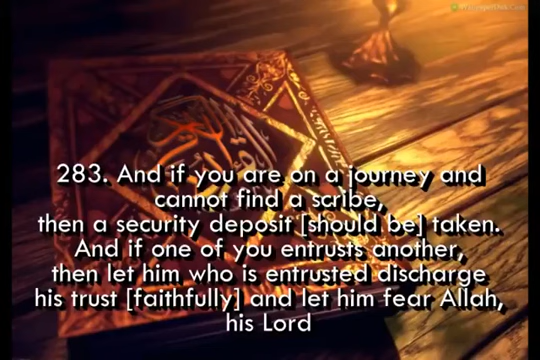 283. And if you are on a journey and
cannot find a scribe,
then a security deposit [should be] taken.
And if one of you entrusts another,
then let him who is entrusted discharge
his trust [faithfully] and let him fear Allah,
his Lord